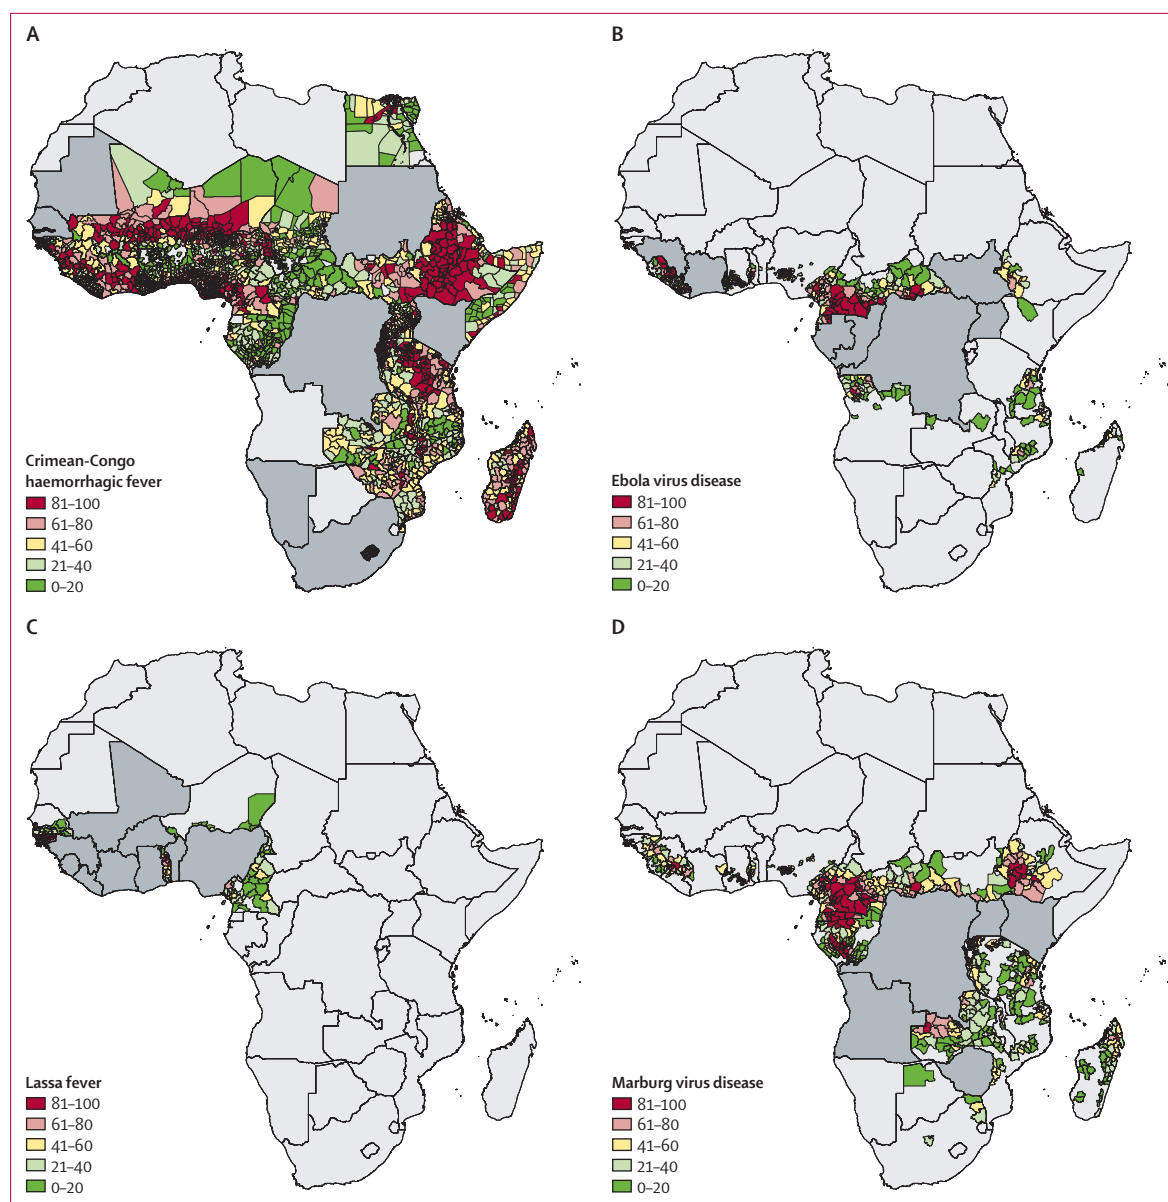 A
Crimean-Congo
haemorrhagic fever
81–100
61–80
41–60
21–40
0–20
B
Ebola virus disease
81–100
61–80
41–60
21–40
0–20
C
Lassa fever
81–100
61–80
41–60
21–40
0–20
D
Marburg virus disease
81–100
61–80
41–60
21–40
0–20